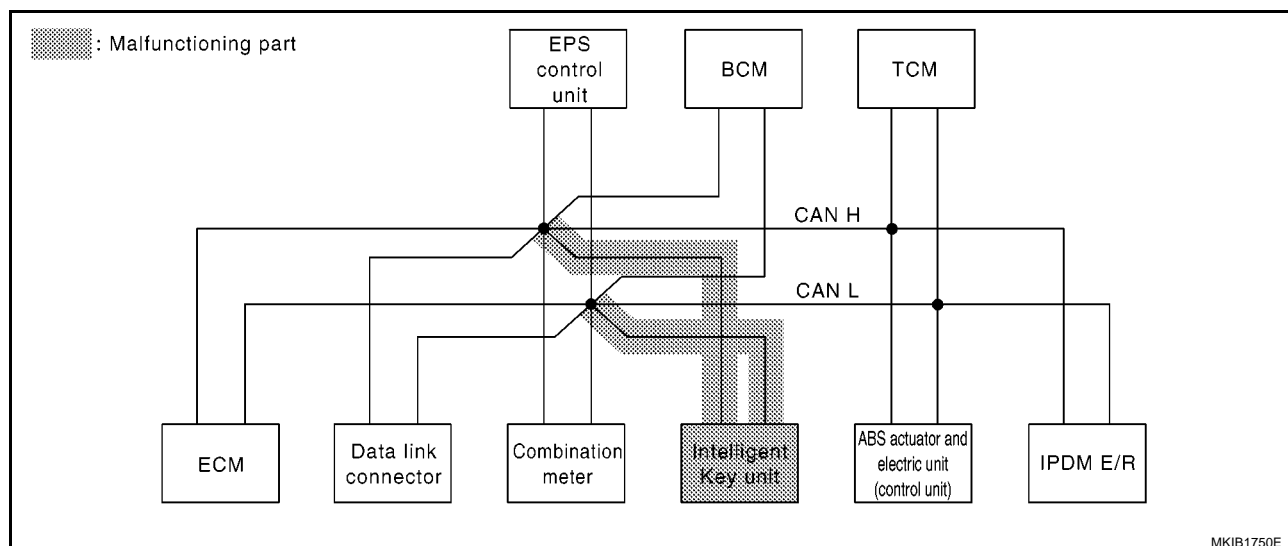 : Malfunctioning part
EPS
control
unit
BCM
TCM
CAN H
CAN L
ECM
Data link
connector
Combination
meter
Intelligent
Key unit
ABS actuator and
electric unit
(control unit)
IPDM E/R
MKIB1750E